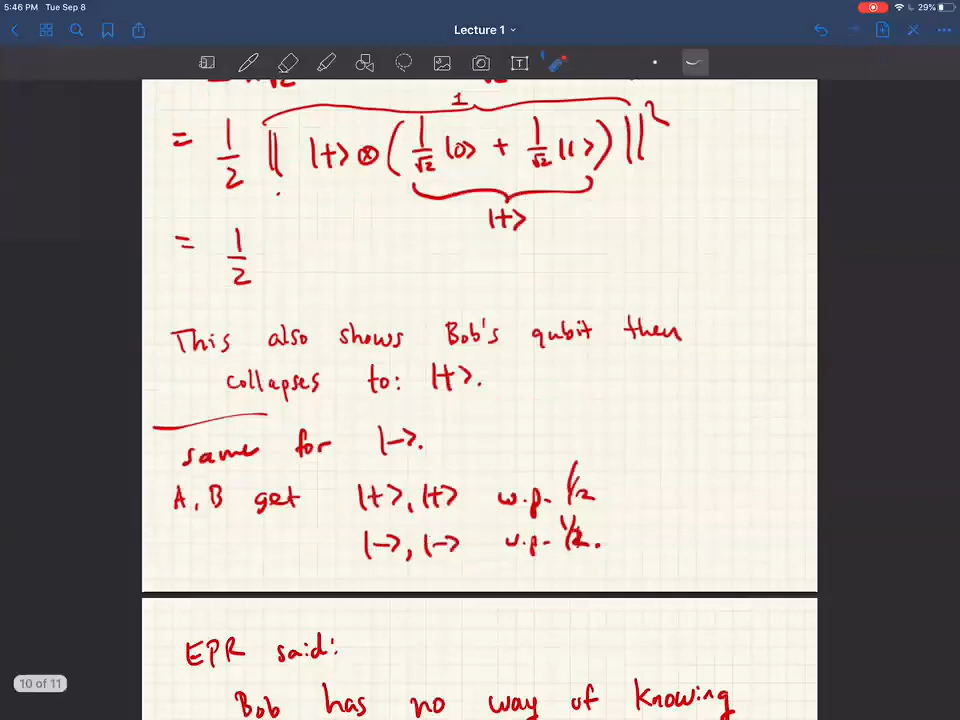 5:46 PM Tue Sep 8
29%
Lecture 1
1
= 1/2 || |+> ⊗ ( 1/√2 |0> + 1/√2 |1> ) ||²
|+>
= 1/2
This also shows Bob's qubit then
collapses to: |+>.
same for |->.
A, B get |+>, |+> w.p. 1/2
|->, |-> w.p. 1/2.
EPR said:
10 of 11
Bob has no way of knowing